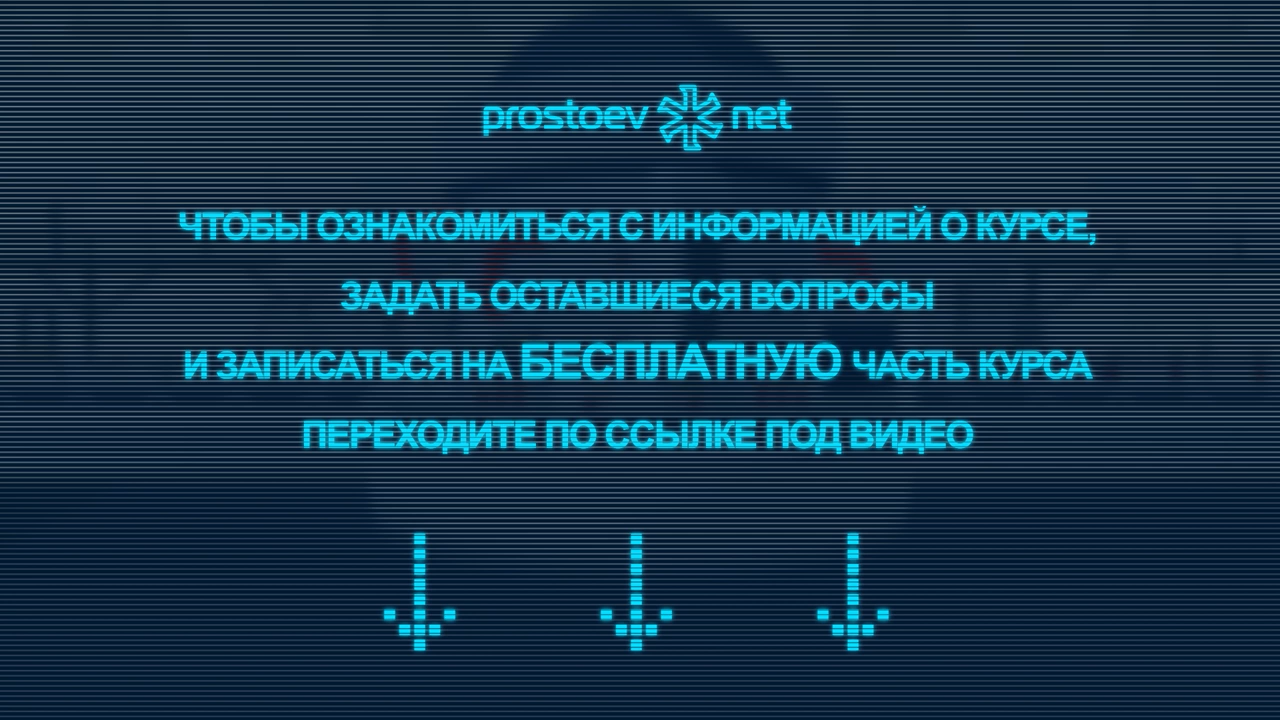 prostoev net
ЧТОБЫ ОЗНАКОМИТЬСЯ С ИНФОРМАЦИЕЙ О КУРСЕ,
ЗАДАТЬ ОСТАВШИЕСЯ ВОПРОСЫ
И ЗАПИСАТЬСЯ НА БЕСПЛАТНУЮ ЧАСТЬ КУРСА
ПЕРЕХОДИТЕ ПО ССЫЛКЕ ПОД ВИДЕО